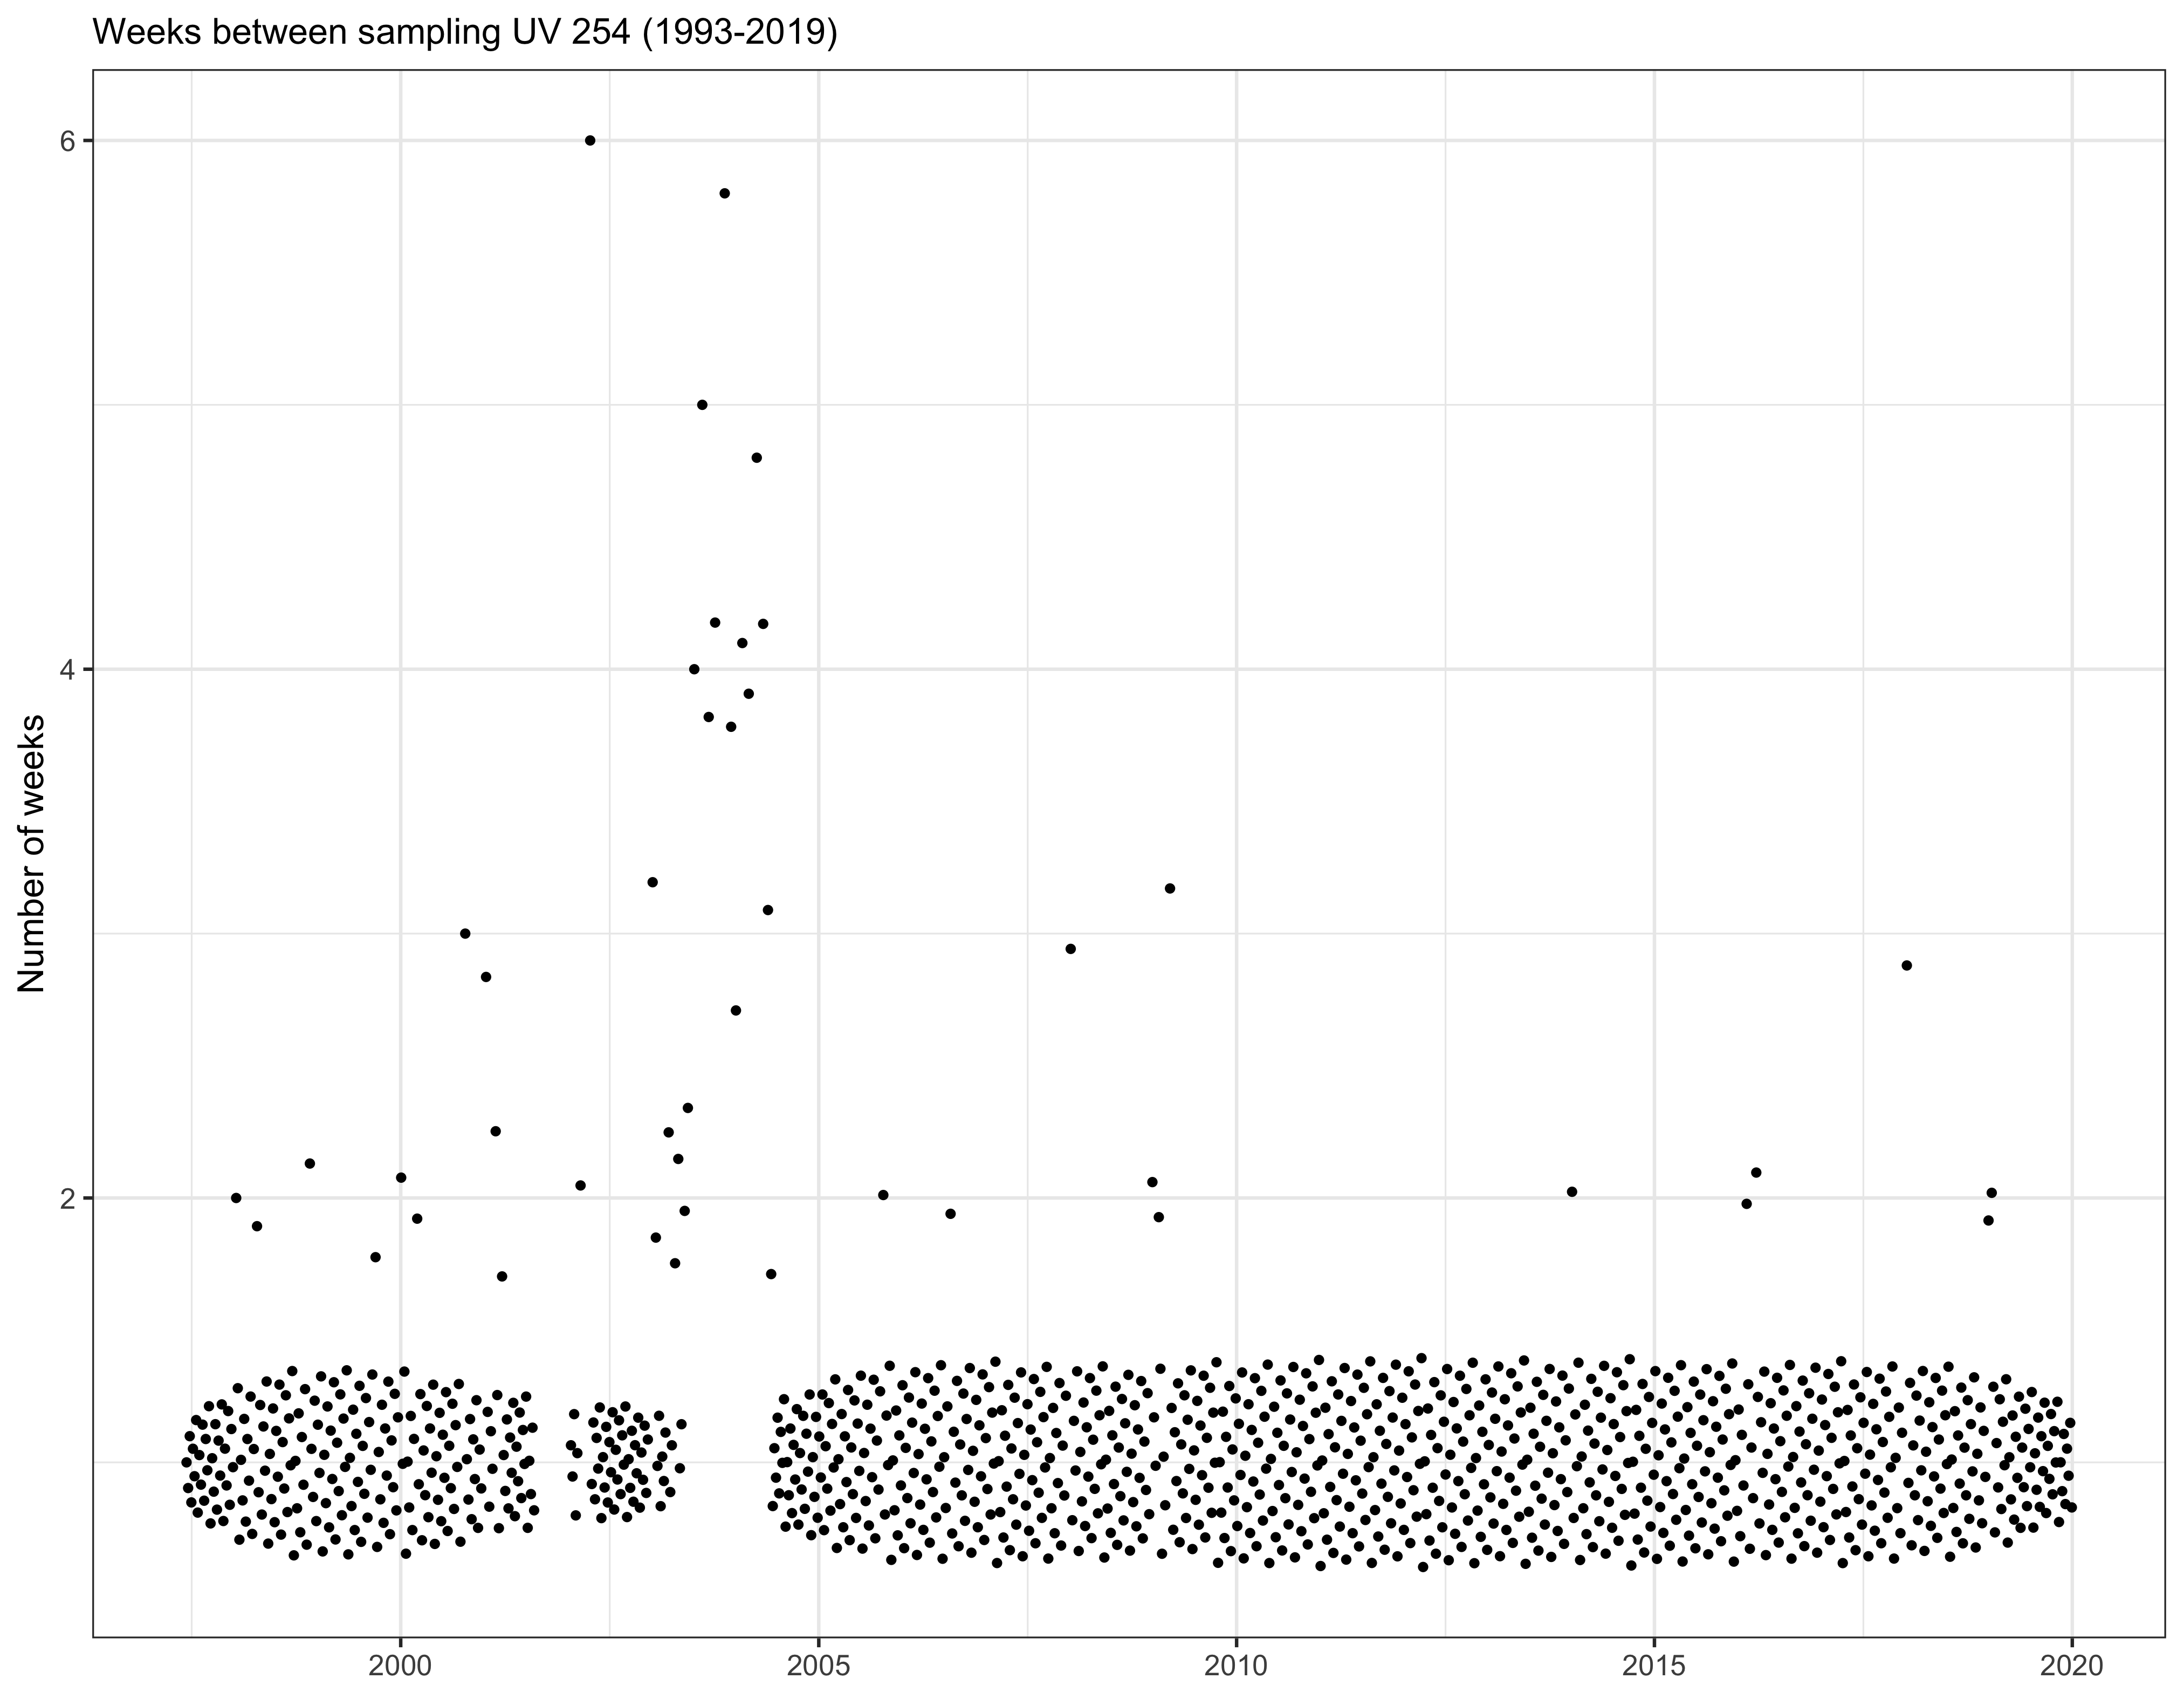 Weeks between sampling UV 254 (1993-2019)
Number of weeks
6
4
2
2000 2005 2010 2015 2020